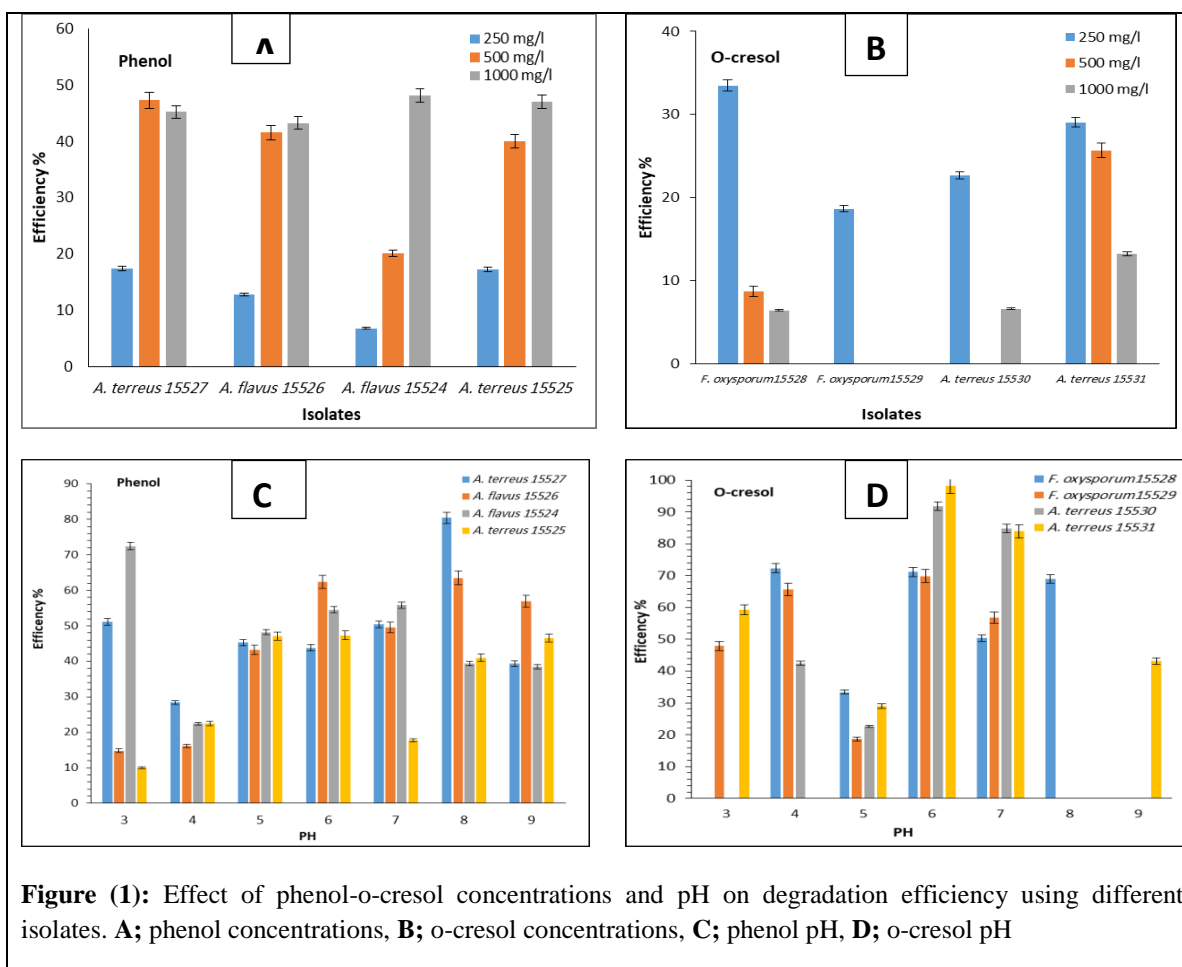 A
Phenol
250 mg/l
500 mg/l
1000 mg/l
60
50
40
30
20
10
0
Efficiency %
A. terreus 15527 A. flavus 15526 A. flavus 15524 A. terreus 15525
Isolates
B
O-cresol
250 mg/l
500 mg/l
1000 mg/l
40
30
20
10
0
Efficiency %
F. oxysporum15528 F. oxysporum15529 A. terreus 15530 A. terreus 15531
Isolates
C
Phenol
A. terreus 15527
A. flavus 15526
A. flavus 15524
A. terreus 15525
90
80
70
60
50
40
30
20
10
0
Efficency %
3 4 5 6 7 8 9
PH
D
O-cresol
F. oxysporum15528
F. oxysporum15529
A. terreus 15530
A. terreus 15531
100
90
80
70
60
50
40
30
20
10
0
Efficency %
3 4 5 6 7 8 9
PH
Figure (1): Effect of phenol-o-cresol concentrations and pH on degradation efficiency using different
isolates. A; phenol concentrations, B; o-cresol concentrations, C; phenol pH, D; o-cresol pH